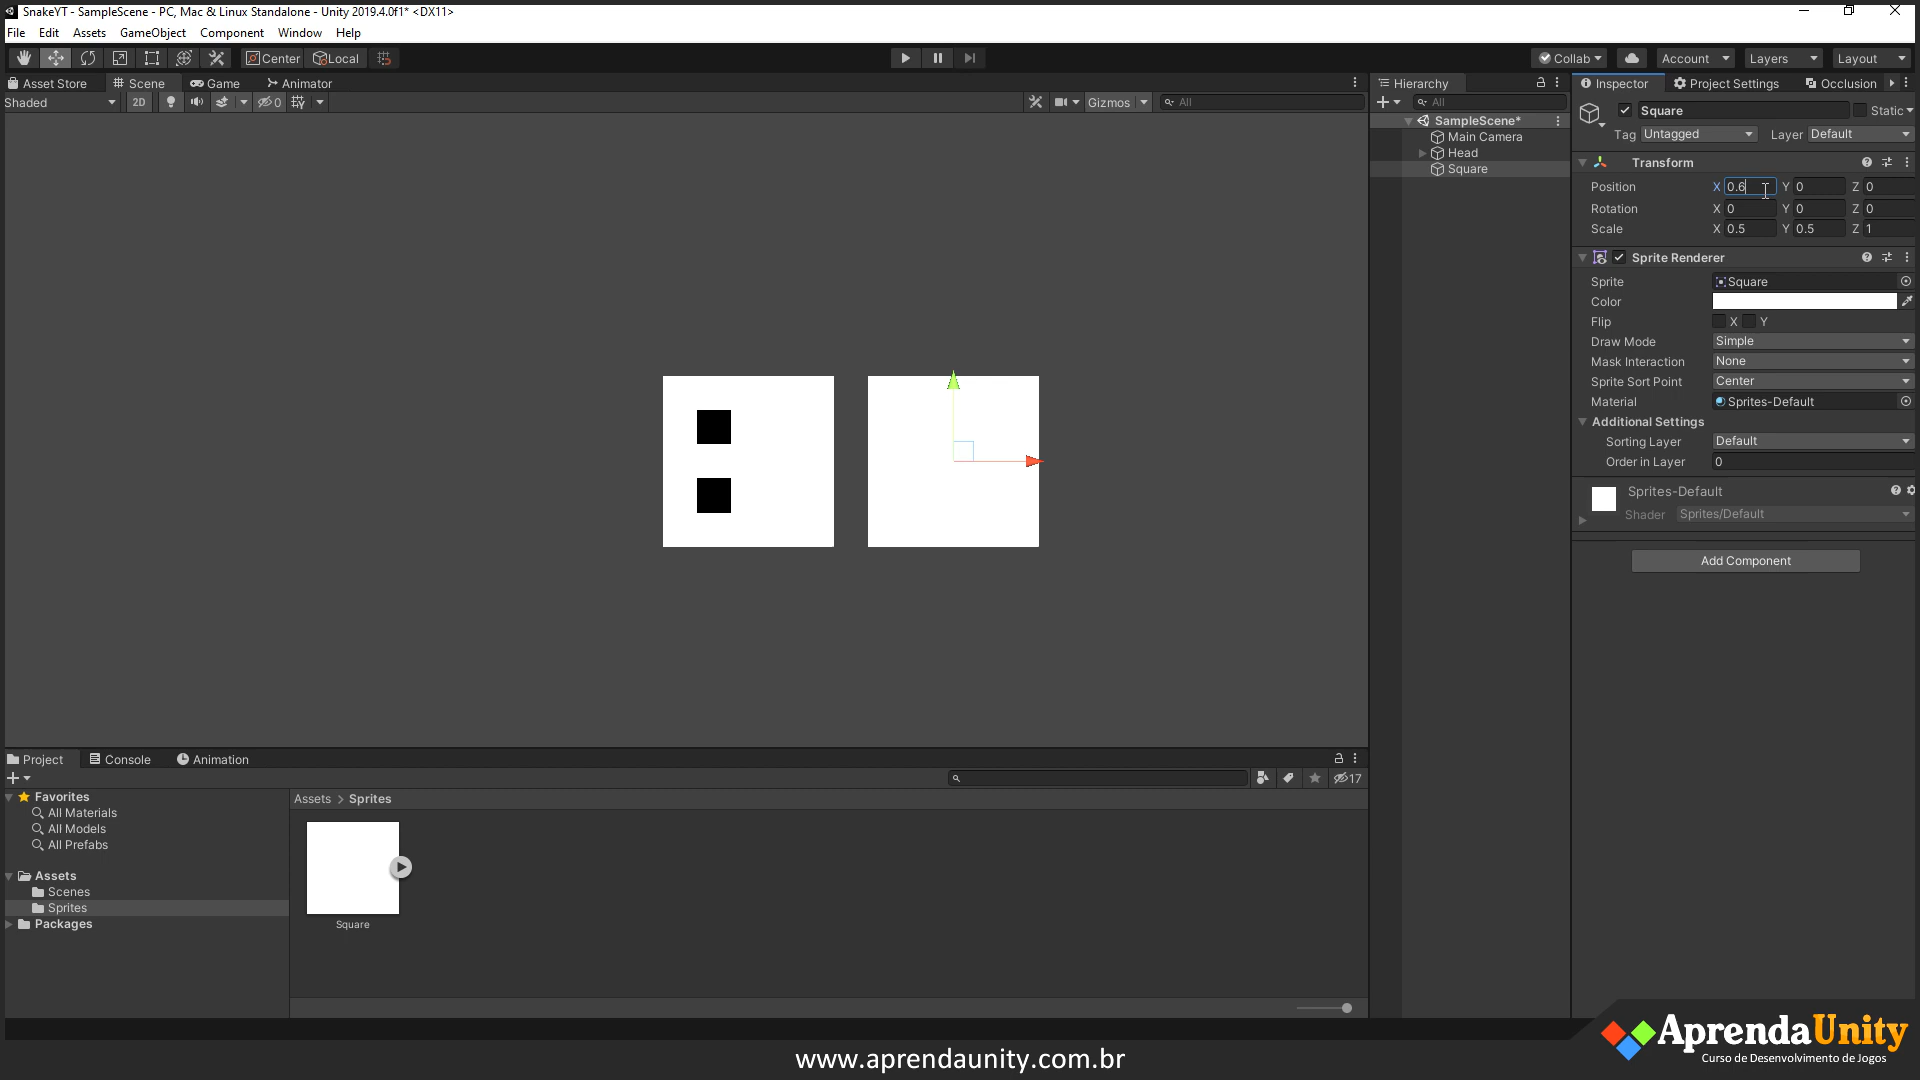 SnakeYT - SampleScene - PC, Mac & Linux Standalone - Unity 2019.4.0f1* <DX11>
File Edit Assets GameObject Component Window Help
Center Local Collab Account Layers Layout
Asset Store Scene Game Animator
Shaded 2D 0 Gizmos All
Hierarchy
All
SampleScene*
Main Camera
Head
Square
Inspector Project Settings Occlusion
Square Static
Tag Untagged Layer Default
Transform
Position X 0.6 Y 0 Z 0
Rotation X 0 Y 0 Z 0
Scale X 0.5 Y 0.5 Z 1
Sprite Renderer
Sprite Square
Color
Flip X Y
Draw Mode Simple
Mask Interaction None
Sprite Sort Point Center
Material Sprites-Default
Additional Settings
Sorting Layer Default
Order in Layer 0
Sprites-Default
Shader Sprites/Default
Add Component
Project Console Animation
17
Favorites
All Materials
All Models
All Prefabs
Assets
Scenes
Sprites
Packages
Assets > Sprites
Square
AprendaUnity
Curso de Desenvolvimento de Jogos
www.aprendaunity.com.br